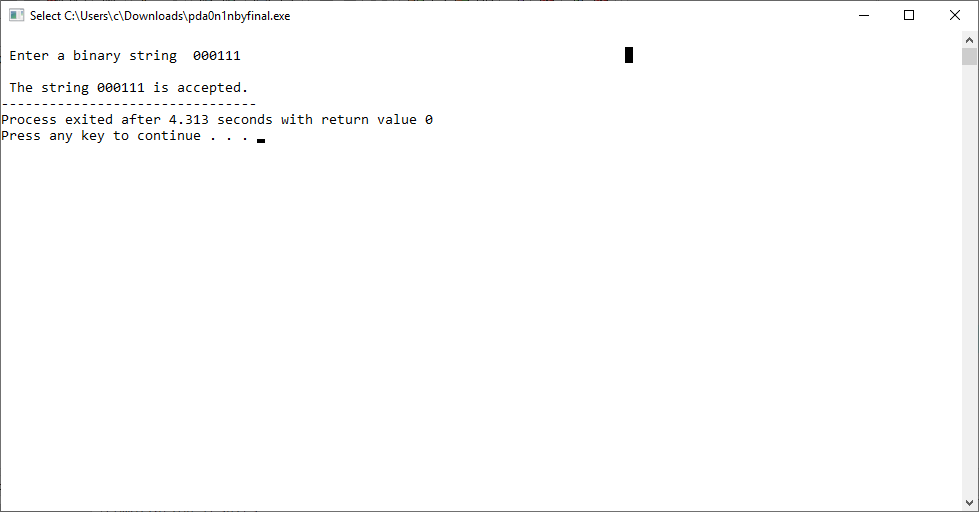 Select C:\Users\c\Downloads\pda0n1nbyfinal.exe
Enter a binary string  000111
The string 000111 is accepted.
--------------------------------
Process exited after 4.313 seconds with return value 0
Press any key to continue . . .